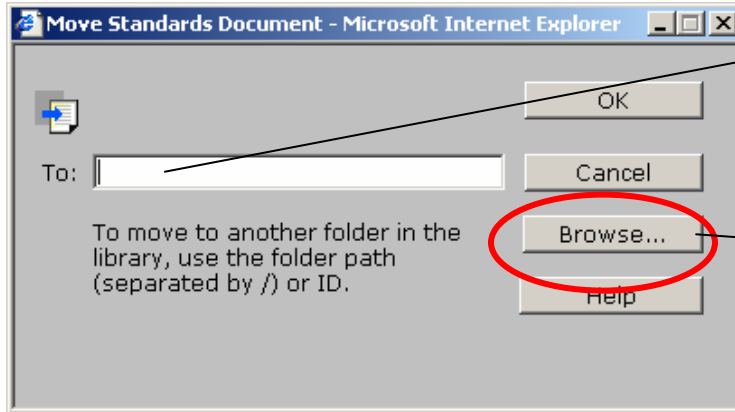 Move Standards Document - Microsoft Internet Explorer
OK
To:
Cancel
To move to another folder in the
library, use the folder path
(separated by /) or ID.
Browse...
Help